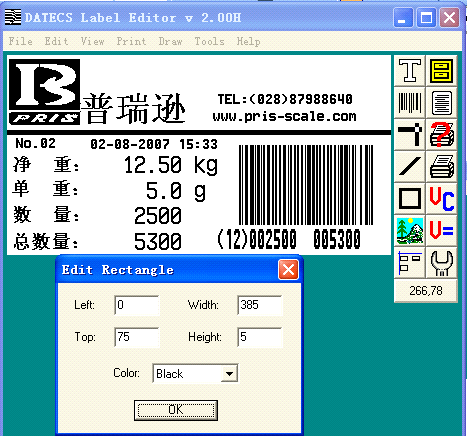 DATECS Label Editor v 2.00H
File Edit View Print Draw Tools Help
PRIS
普瑞逊
TEL:(028)87988640
www.pris-scale.com
No.02 02-08-2007 15:33
净 重: 12.50 kg
单 重: 5.0 g
数 量: 2500
总数量: 5300
(12)002500 005300
T
?
VC
V=
266,78
Edit Rectangle
Left: 0 Width: 385
Top: 75 Height: 5
Color: Black
OK